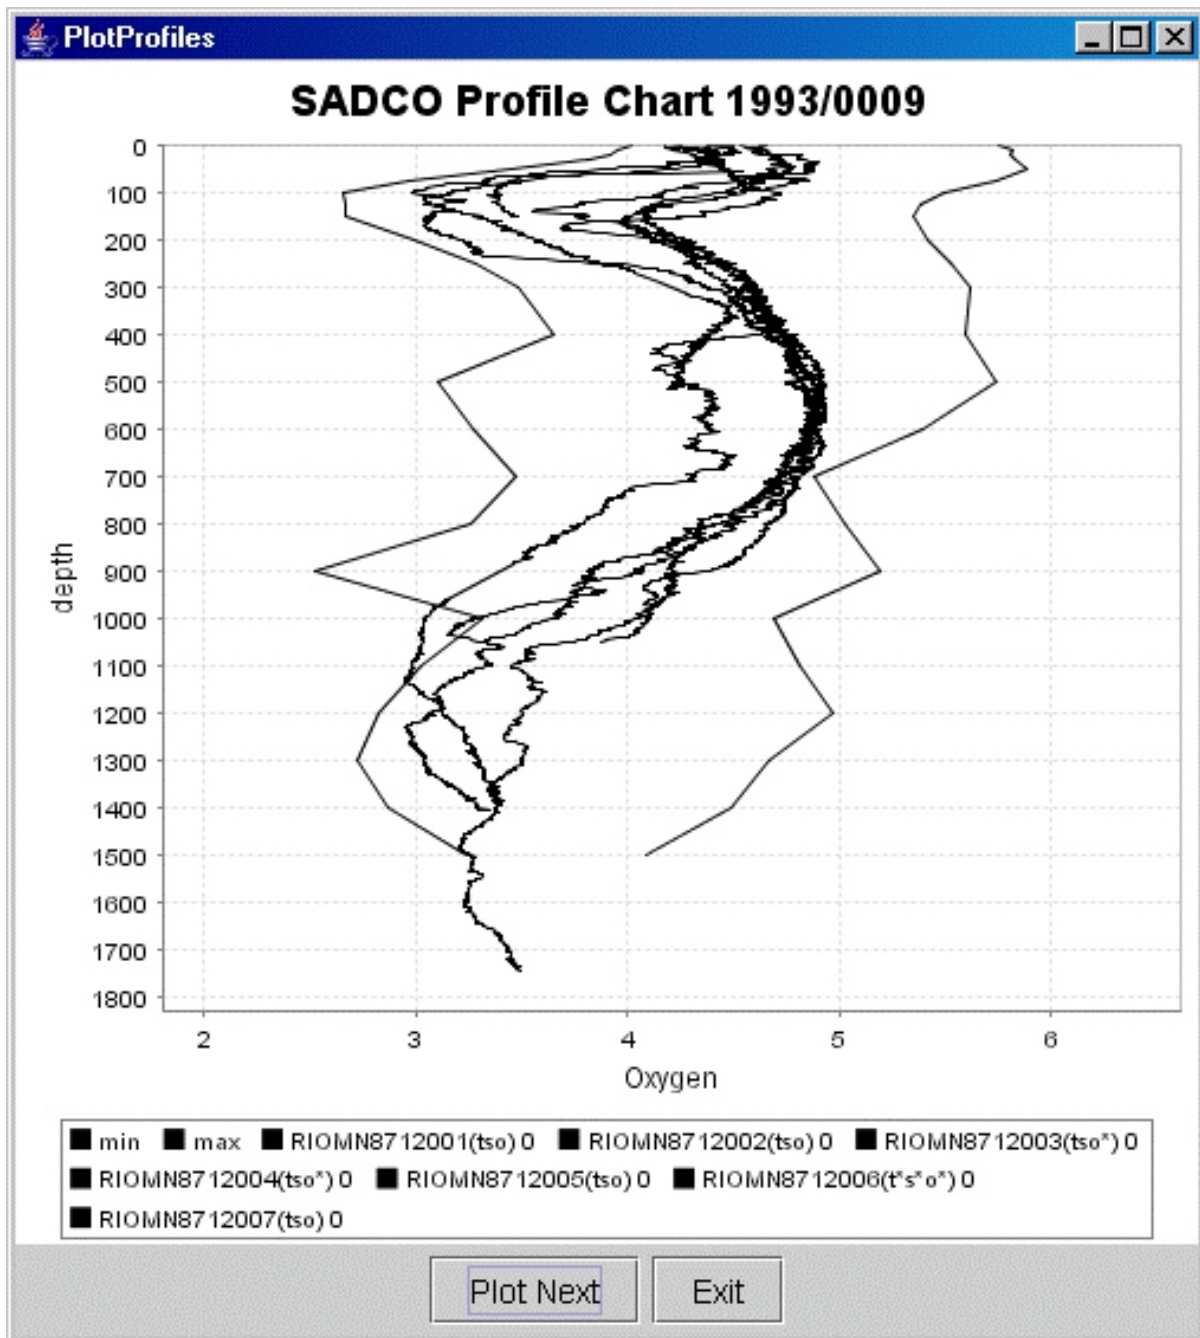 PlotProfiles
SADCO Profile Chart 1993/0009
0
100
200
300
400
500
600
700
800
900
1000
1100
1200
1300
1400
1500
1600
1700
1800
depth
2 3 4 5 6
Oxygen
min max RIOMN8712001(tso) 0 RIOMN8712002(tso) 0 RIOMN8712003(tso*) 0
RIOMN8712004(tso*) 0 RIOMN8712005(tso) 0 RIOMN8712006(t*s*o*) 0
RIOMN8712007(tso) 0
Plot Next Exit